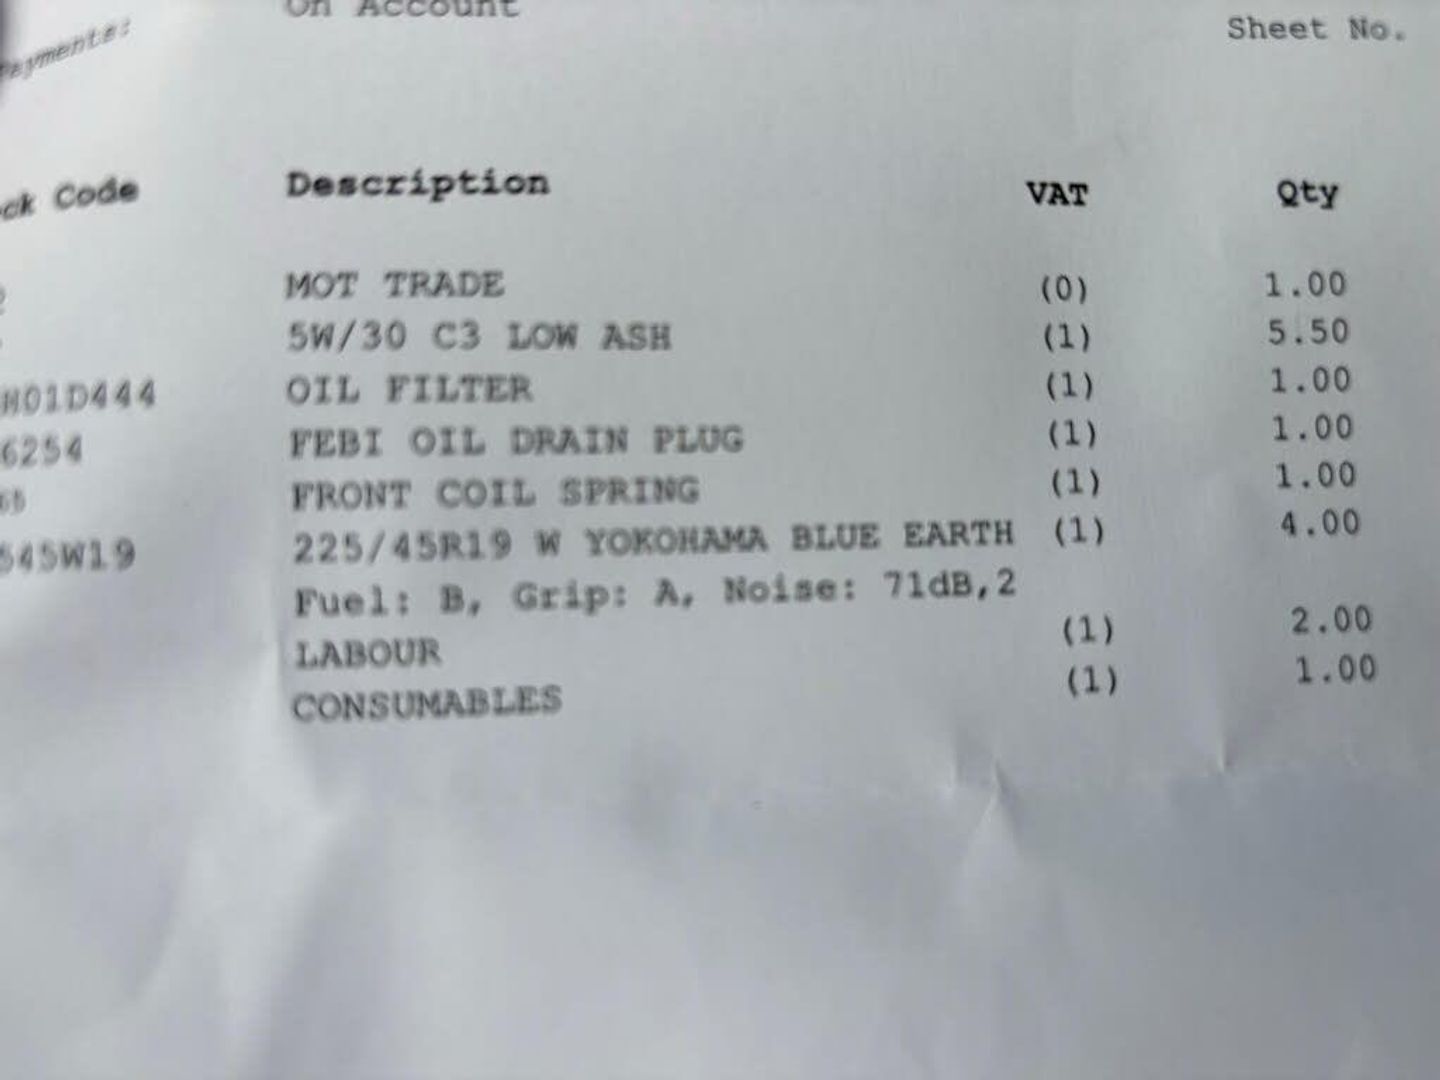 On Account
Payments:
Sheet No.
ck Code Description VAT Qty
MOT TRADE (0) 1.00
5W/30 C3 LOW ASH (1) 5.50
H01D444 OIL FILTER (1) 1.00
6254 FEBI OIL DRAIN PLUG (1) 1.00
FRONT COIL SPRING (1) 1.00
545W19 225/45R19 W YOKOHAMA BLUE EARTH (1) 4.00
Fuel: B, Grip: A, Noise: 71dB,2
LABOUR (1) 2.00
CONSUMABLES (1) 1.00